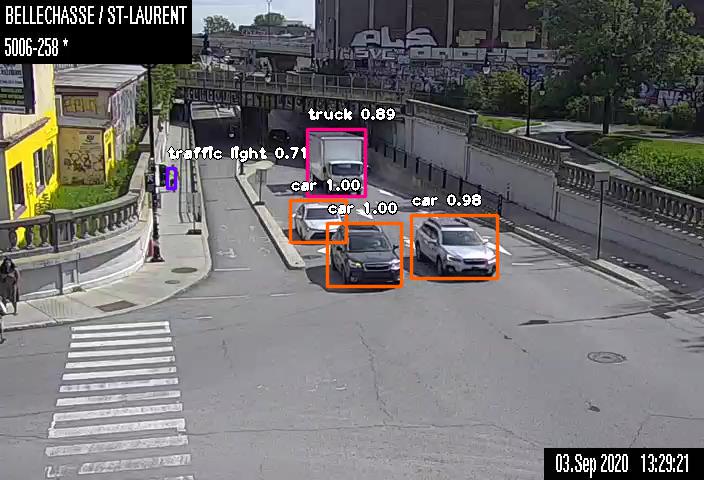 BELLECHASSE / ST-LAURENT
5006-258 *
truck 0.89
traffic light 0.71
car 1.00
car 1.00
car 0.98
03.Sep 2020 13:29:21